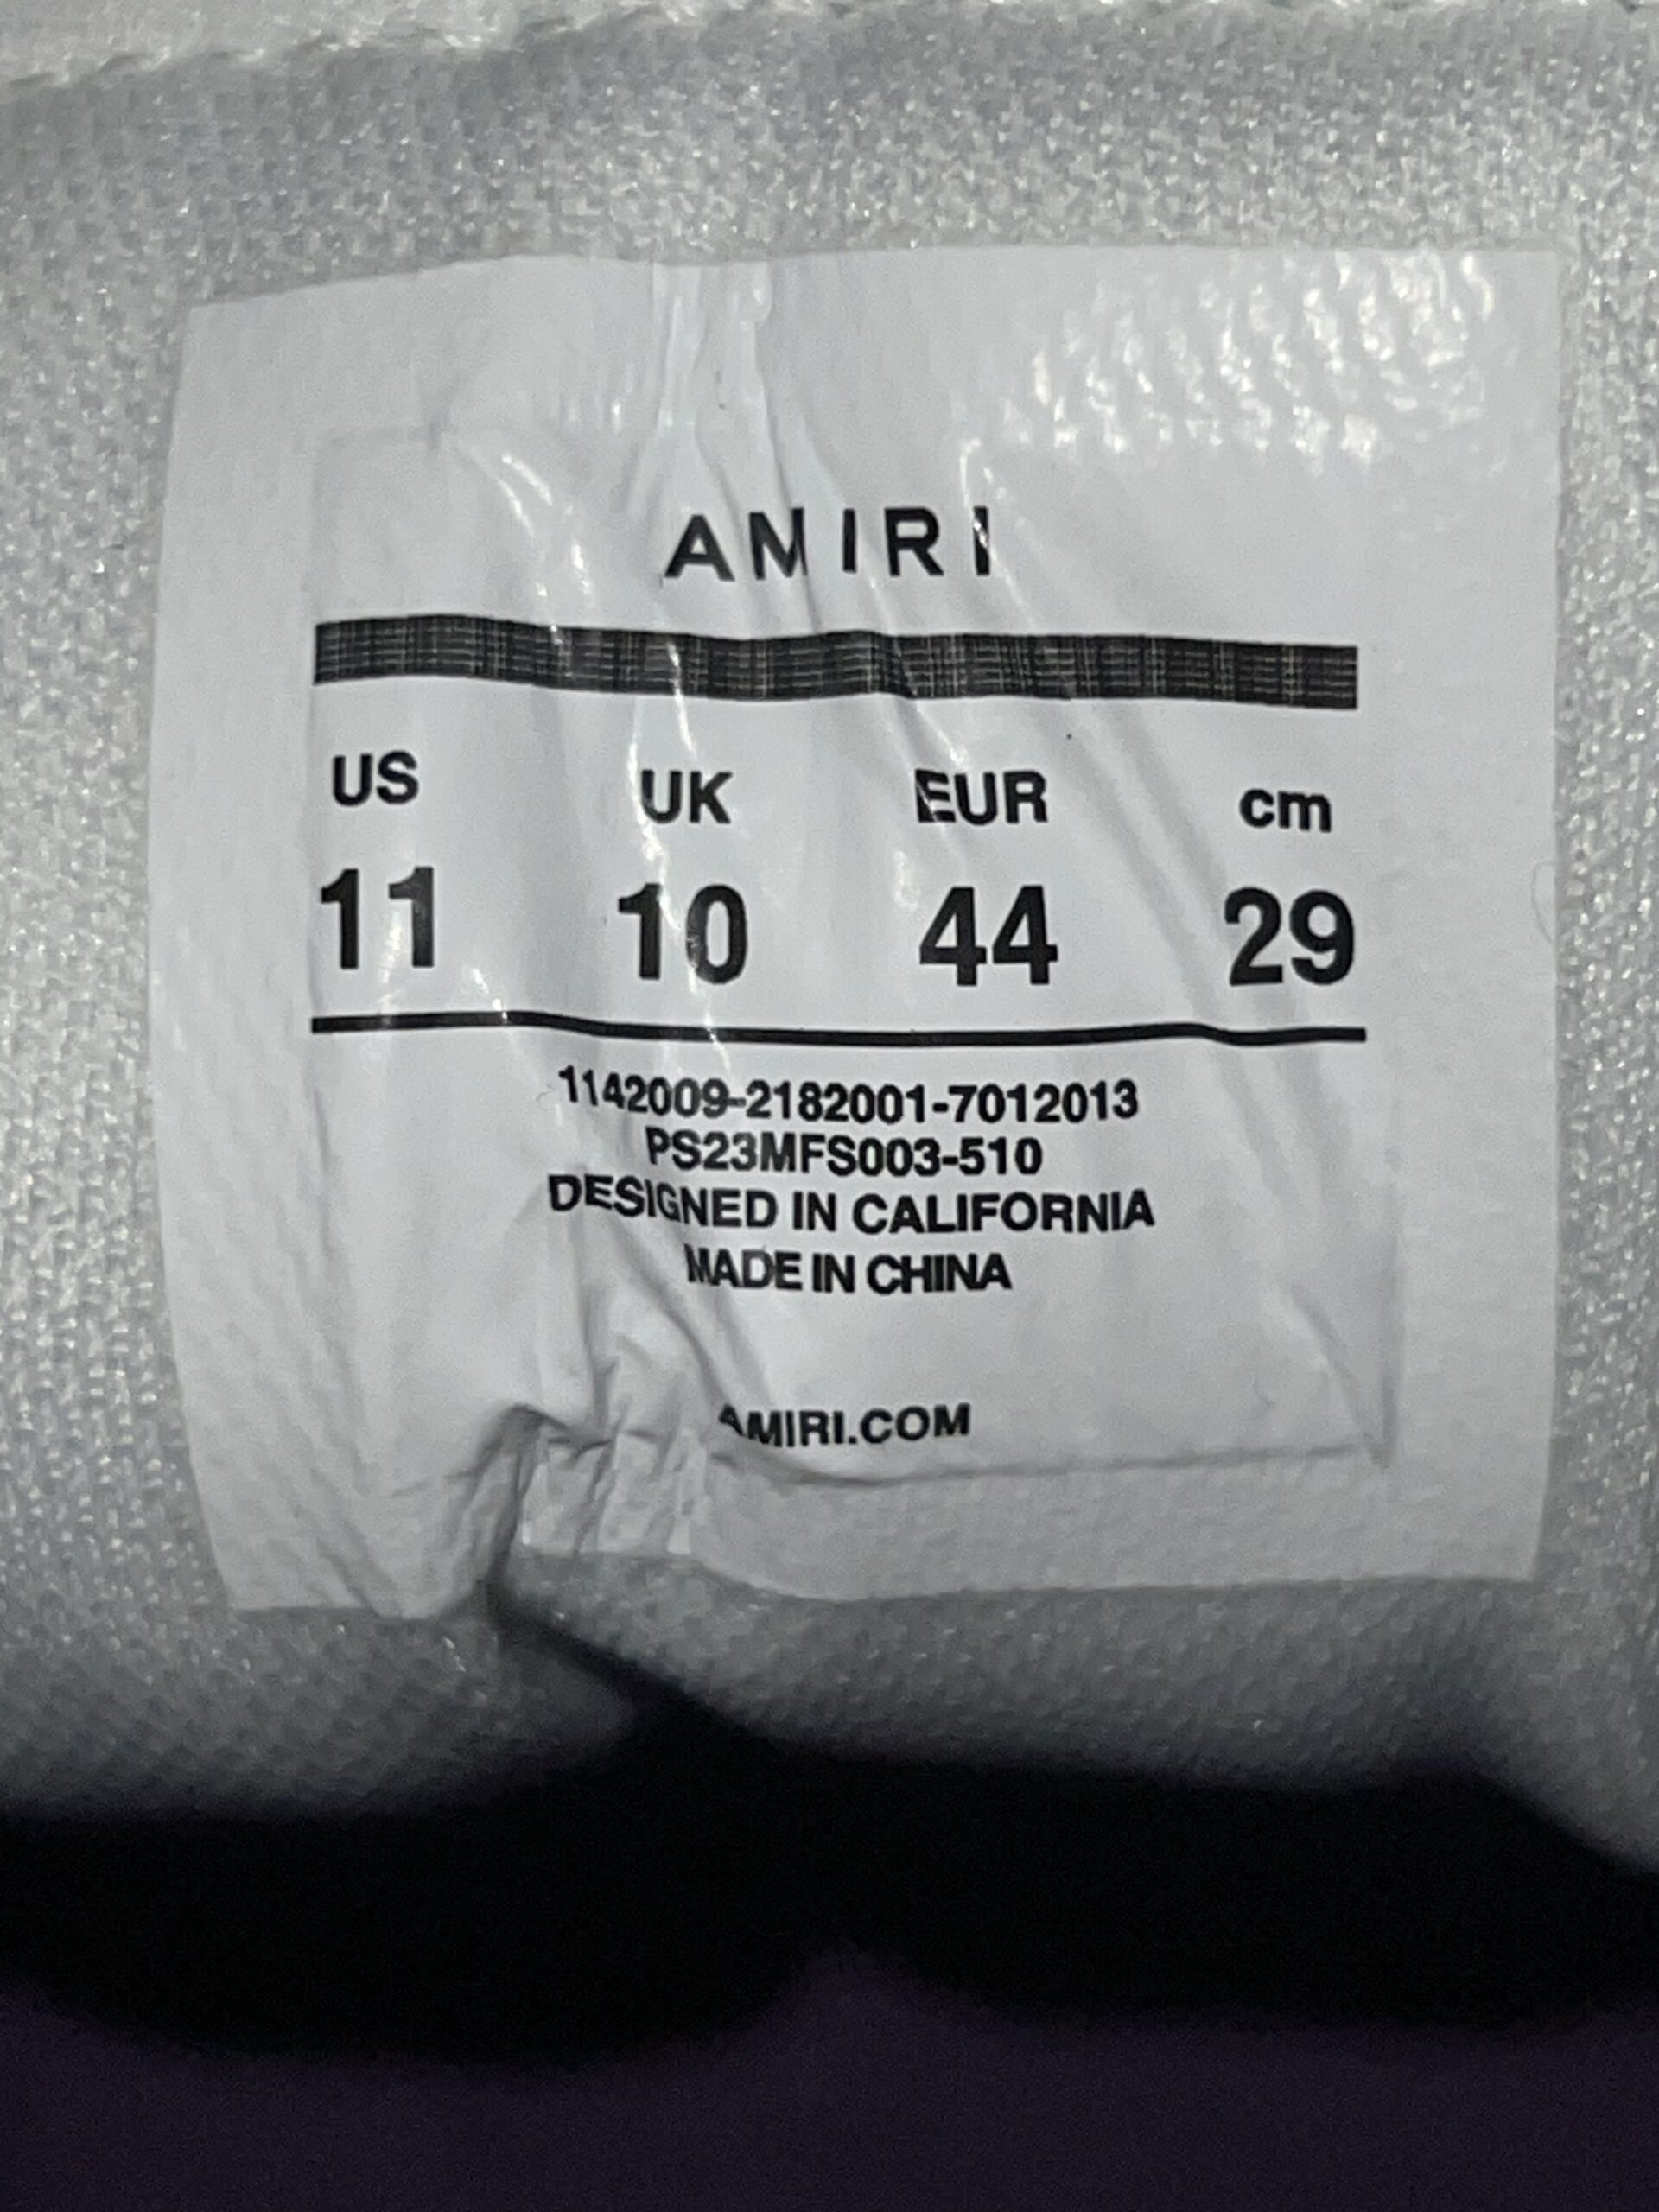 AMIRI
US UK EUR cm
11 10 44 29
1142009-2182001-7012013
PS23MFS003-510
DESIGNED IN CALIFORNIA
MADE IN CHINA
AMIRI.COM